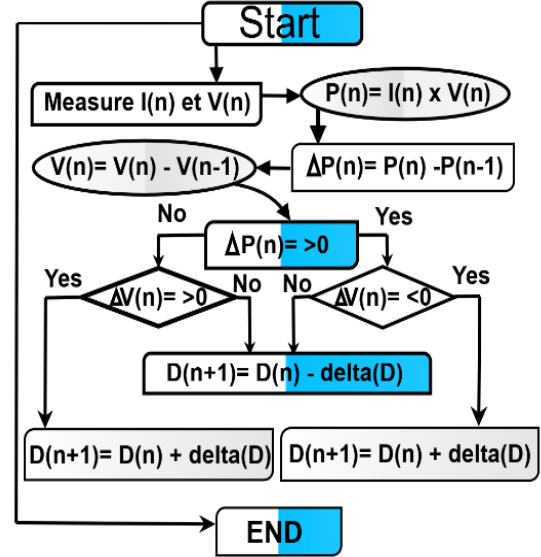 Start
Measure I(n) et V(n)
P(n)= I(n) x V(n)
V(n)= V(n) - V(n-1)
ΔP(n)= P(n) -P(n-1)
No
Yes
ΔP(n)= >0
Yes
ΔV(n)= >0
No
No
ΔV(n)= <0
Yes
D(n+1)= D(n) - delta(D)
D(n+1)= D(n) + delta(D)
D(n+1)= D(n) + delta(D)
END